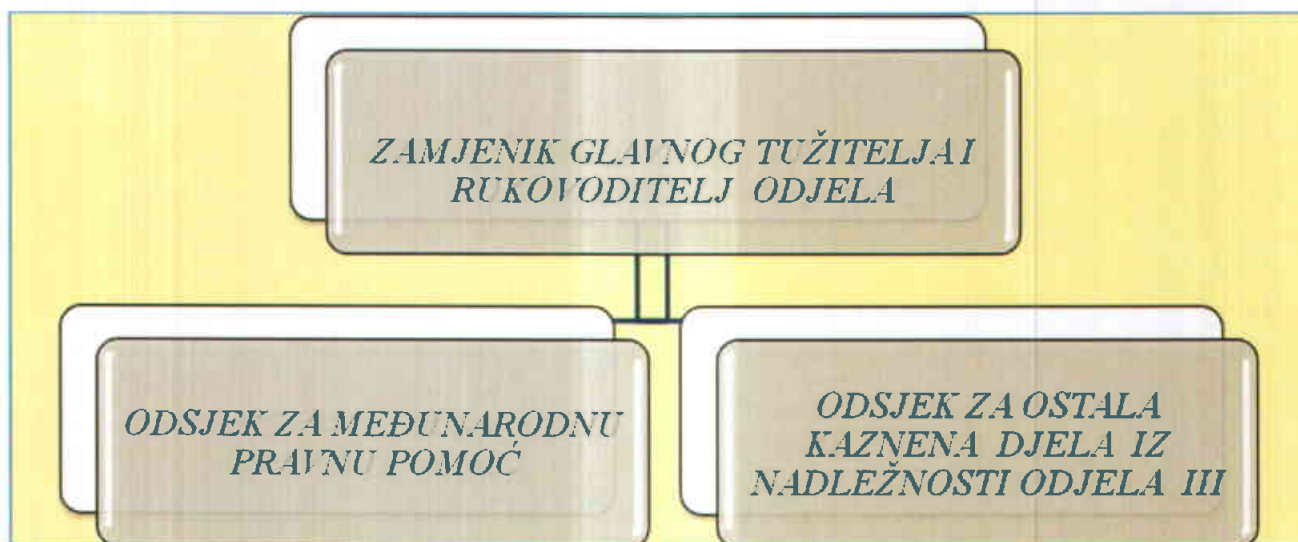 ZAMJENIK GLAVNOG TUŽITELJA I
RUKOVODITELJ ODJELA
ODSJEK ZA MEĐUNARODNU
PRAVNU POMOĆ
ODSJEK ZA OSTALA
KAZNENA DJELA IZ
NADLEŽNOSTI ODJELA III